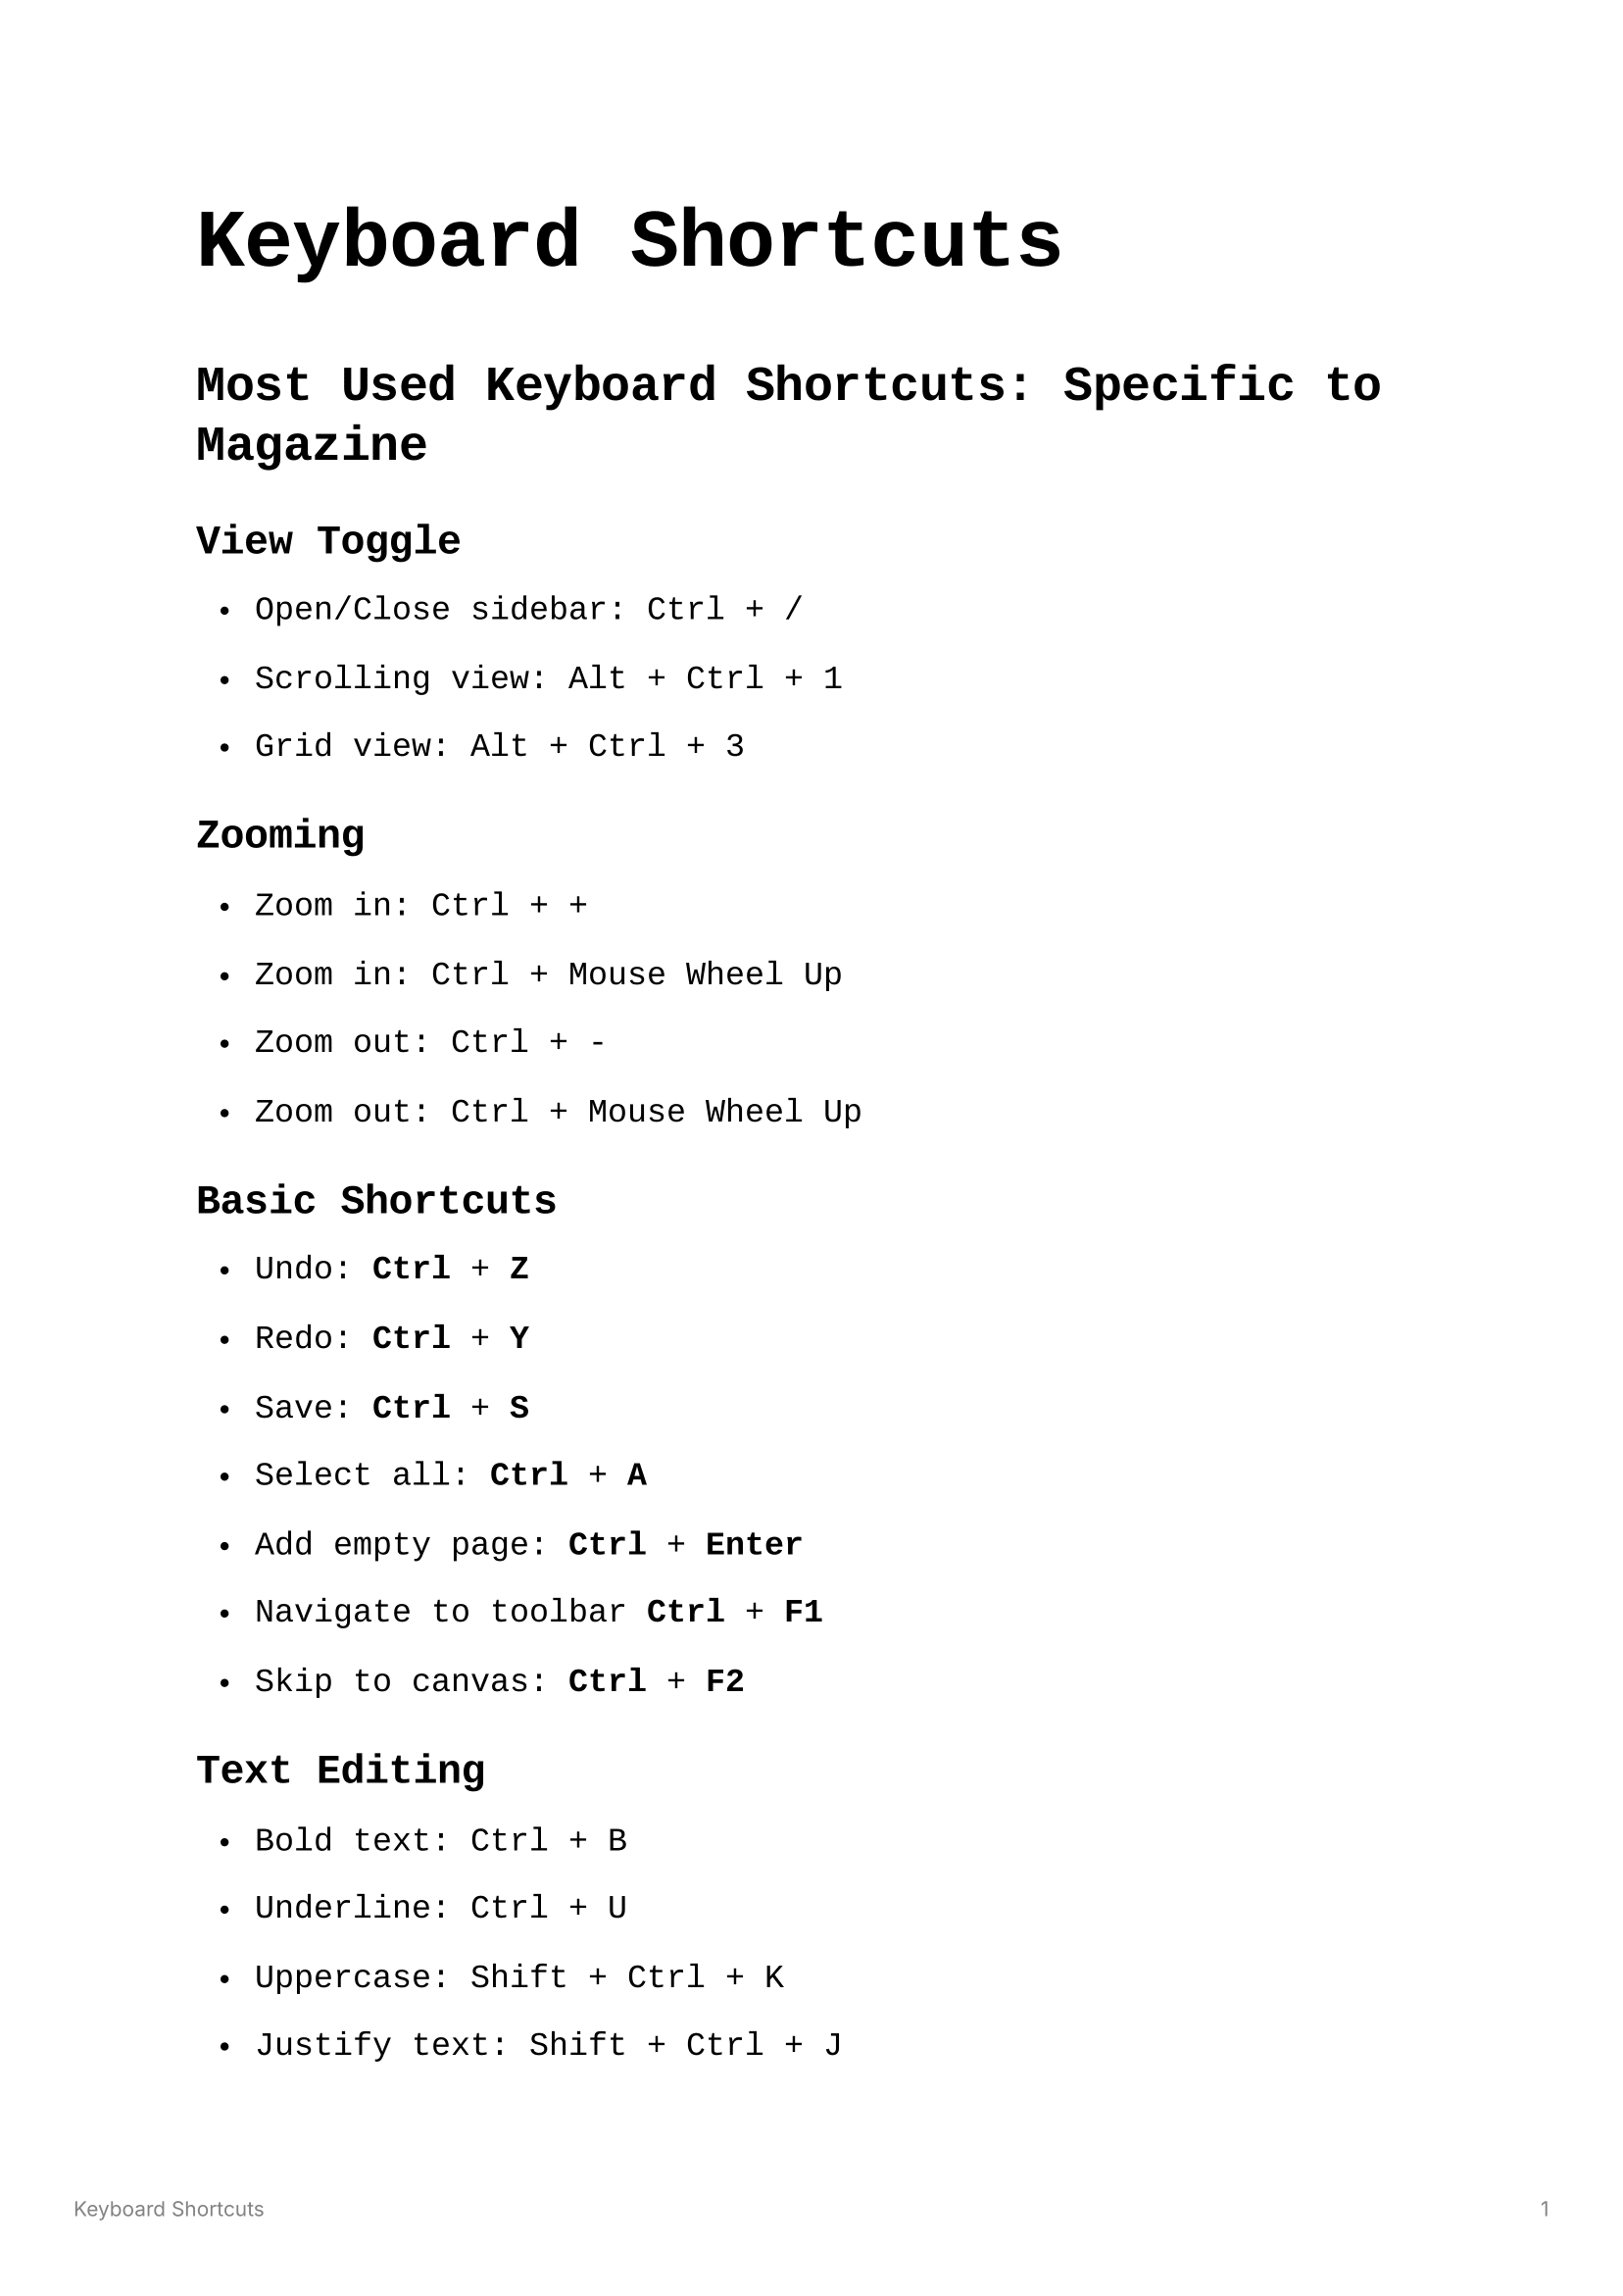 Keyboard Shortcuts
Most Used Keyboard Shortcuts: Specific to
Magazine
View Toggle
• Open/Close sidebar: Ctrl + /
• Scrolling view: Alt + Ctrl + 1
• Grid view: Alt + Ctrl + 3
Zooming
• Zoom in: Ctrl + +
• Zoom in: Ctrl + Mouse Wheel Up
• Zoom out: Ctrl + -
• Zoom out: Ctrl + Mouse Wheel Up
Basic Shortcuts
• Undo: Ctrl + Z
• Redo: Ctrl + Y
• Save: Ctrl + S
• Select all: Ctrl + A
• Add empty page: Ctrl + Enter
• Navigate to toolbar Ctrl + F1
• Skip to canvas: Ctrl + F2
Text Editing
• Bold text: Ctrl + B
• Underline: Ctrl + U
• Uppercase: Shift + Ctrl + K
• Justify text: Shift + Ctrl + J
Keyboard Shortcuts 1